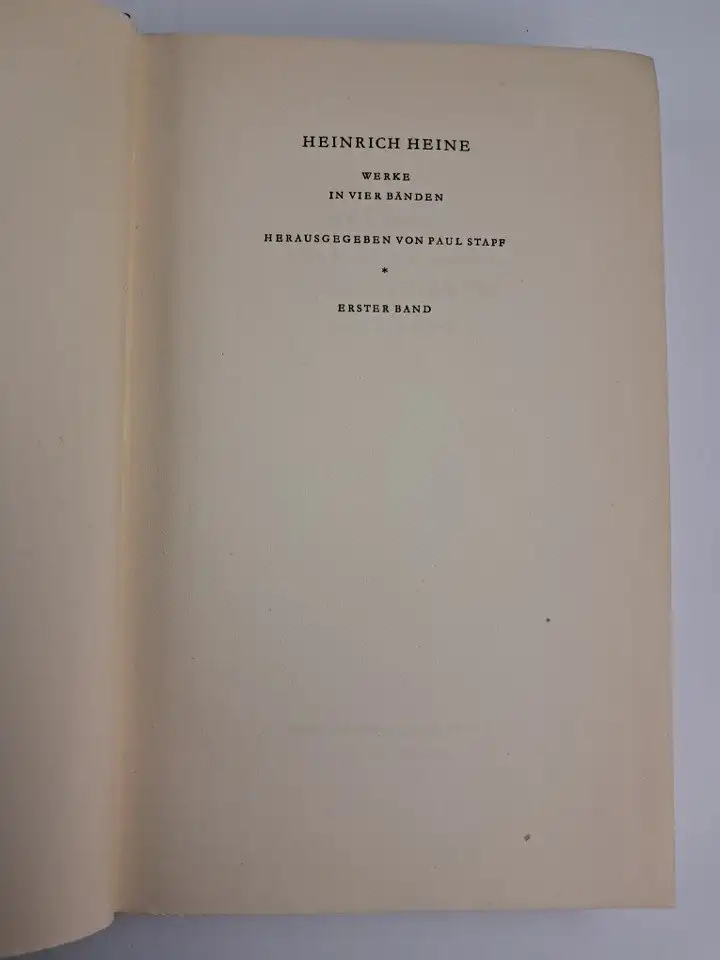 HEINRICH HEINE
WERKE
IN VIER BÄNDEN
HERAUSGEGEBEN VON PAUL STAPF
*
ERSTER BAND